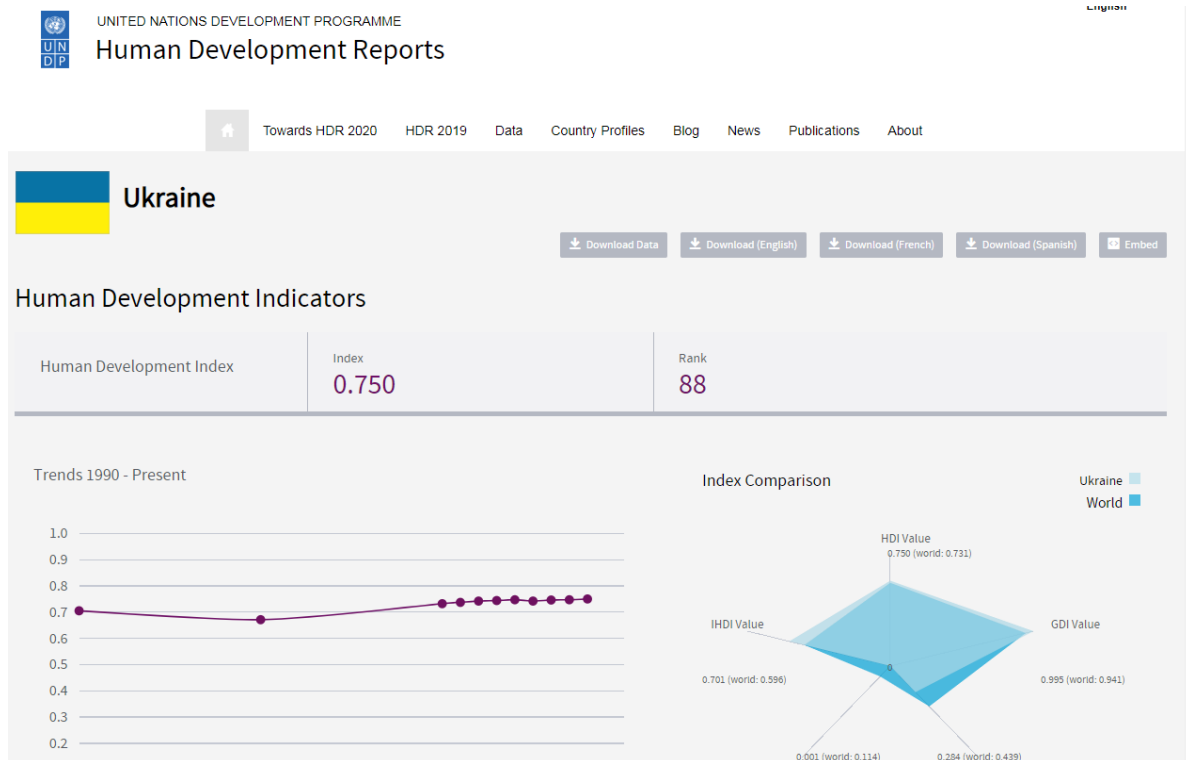 English
UNITED NATIONS DEVELOPMENT PROGRAMME
Human Development Reports
U N
D P
Towards HDR 2020 HDR 2019 Data Country Profiles Blog News Publications About
Ukraine
Download Data Download (English) Download (French) Download (Spanish) Embed
Human Development Indicators
Human Development Index
Index
0.750
Rank
88
Trends 1990 - Present
1.0
0.9
0.8
0.7
0.6
0.5
0.4
0.3
0.2
Index Comparison
Ukraine
World
HDI Value
0.750 (world: 0.731)
IHDI Value
GDI Value
0
0.701 (world: 0.596)
0.995 (world: 0.941)
0.001 (world: 0.114)
0.284 (world: 0.439)